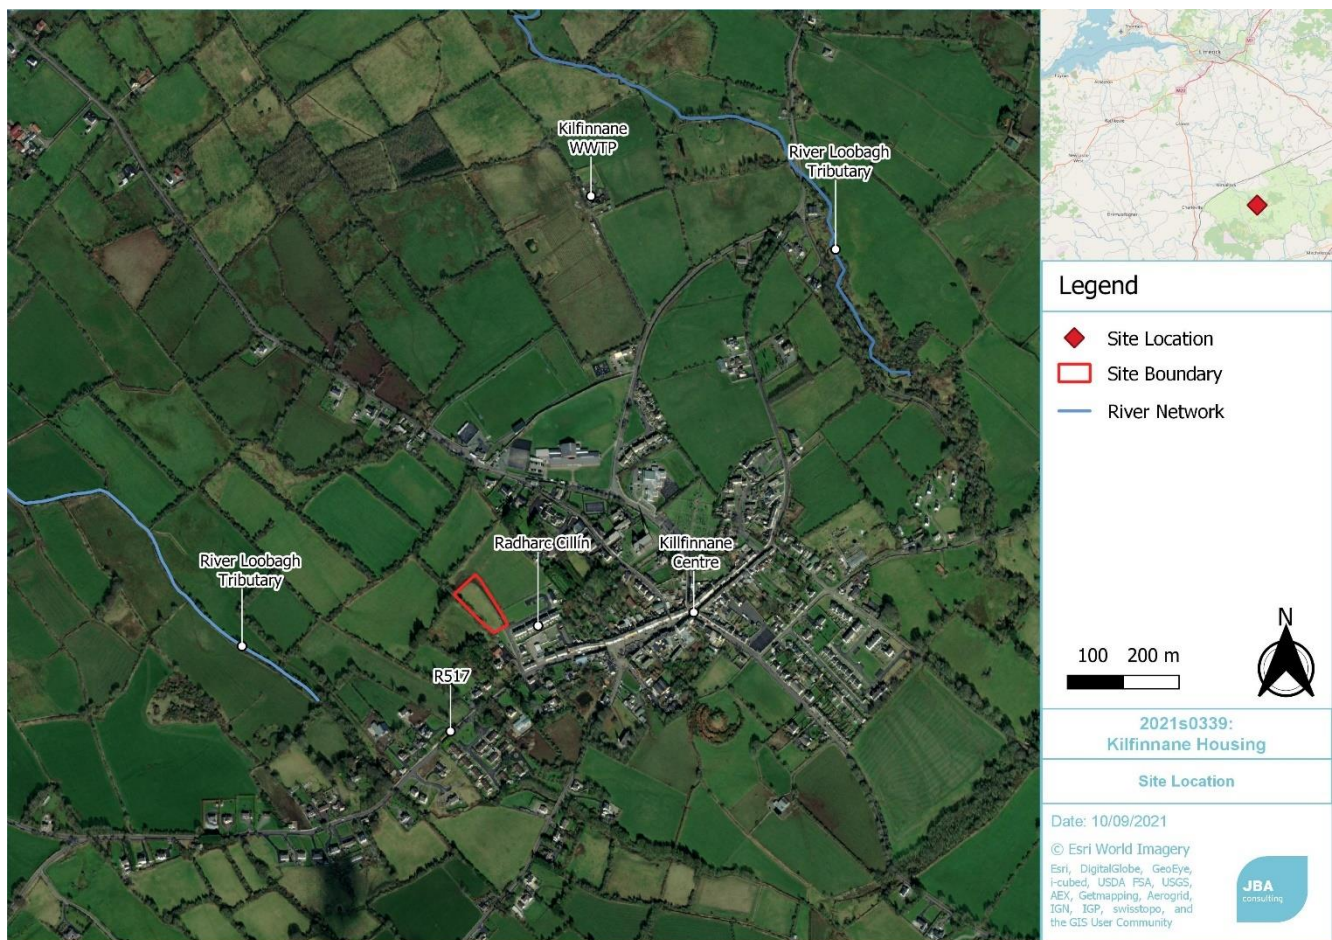 Kilfinnane
WWTP
River Loobagh
Tributary
Radharc Cillín
Killfinnane
Centre
River Loobagh
Tributary
R517
Limerick
Legend
Site Location
Site Boundary
River Network
100 200 m
N
2021s0339:
Kilfinnane Housing
Site Location
Date: 10/09/2021
© Esri World Imagery
Esri, DigitalGlobe, GeoEye,
i-cubed, USDA FSA, USGS,
AEX, Getmapping, Aerogrid,
IGN, IGP, swisstopo, and
the GIS User Community
JBA
consulting